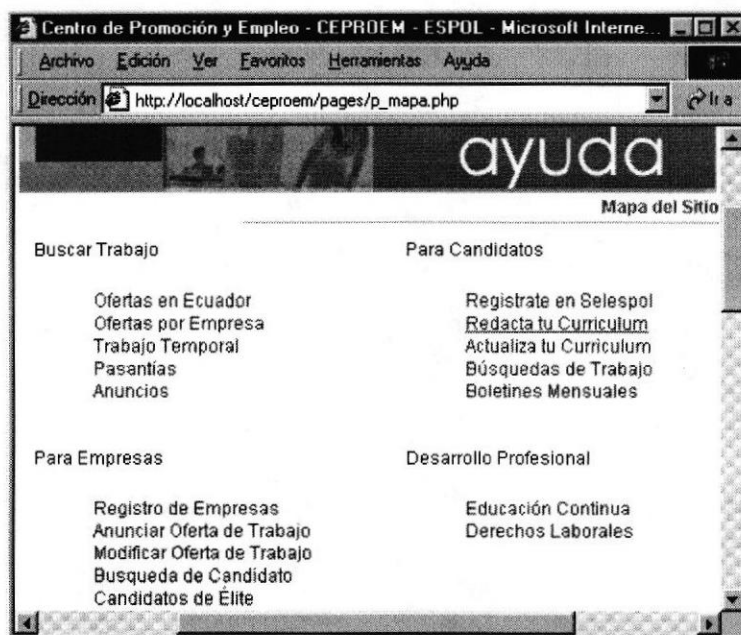 Centro de Promoción y Empleo - CEPROEM - ESPOL - Microsoft Interne...
Archivo Edición Ver Favoritos Herramientas Ayuda
Dirección http://localhost/ceproem/pages/p_mapa.php Ir a
ayuda
Mapa del Sitio
Buscar Trabajo
Ofertas en Ecuador
Ofertas por Empresa
Trabajo Temporal
Pasantías
Anuncios
Para Candidatos
Registrate en Selespol
Redacta tu Curriculum
Actualiza tu Curriculum
Búsquedas de Trabajo
Boletines Mensuales
Para Empresas
Registro de Empresas
Anunciar Oferta de Trabajo
Modificar Oferta de Trabajo
Busqueda de Candidato
Candidatos de Élite
Desarrollo Profesional
Educación Continua
Derechos Laborales